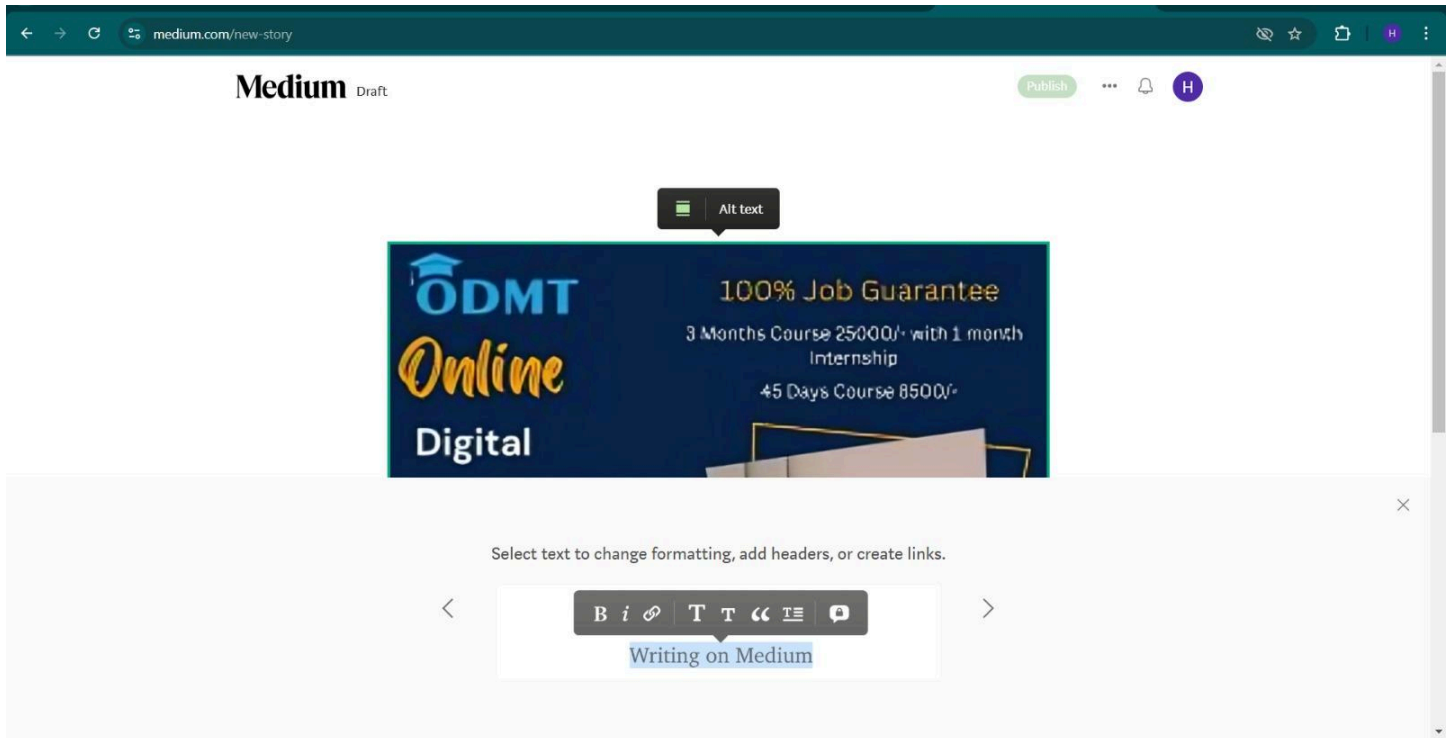 medium.com/new-story
H
Medium Draft
Publish
H
Alt text
ODMT
Online
Digital
100% Job Guarantee
3 Months Course 25000/- with 1 month
Internship
45 Days Course 8500/-
Select text to change formatting, add headers, or create links.
B i T T “ T
Writing on Medium